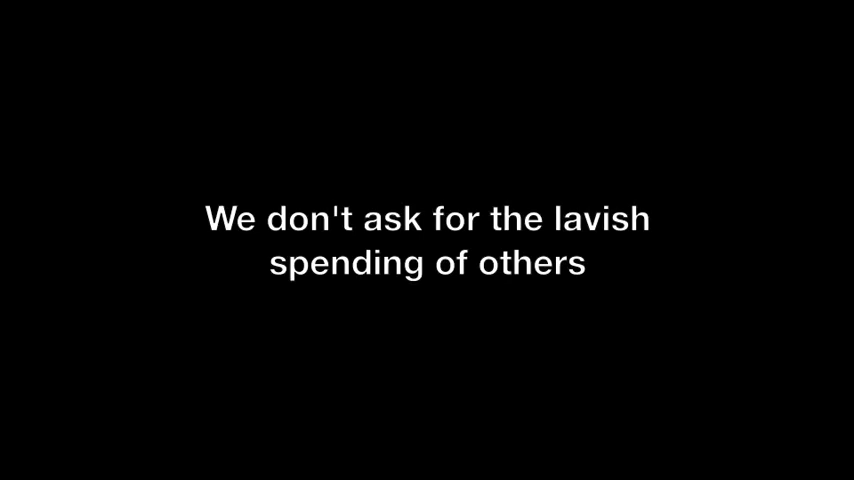 We don't ask for the lavish
spending of others